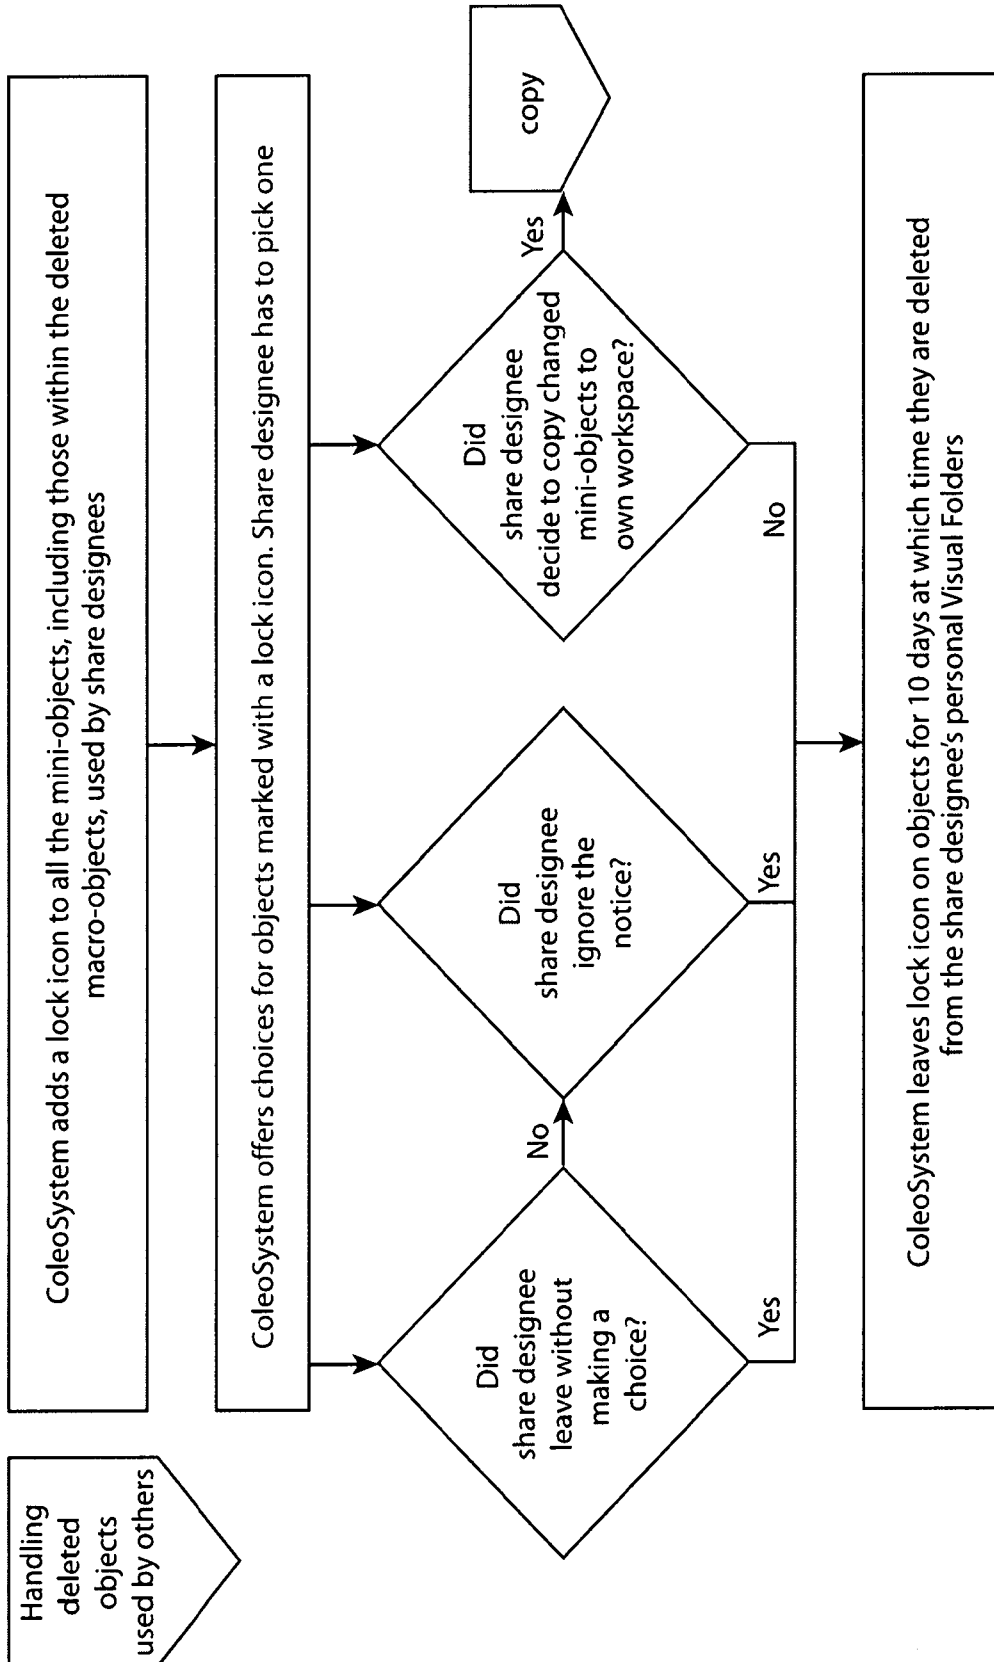 Handling
deleted
objects
used by others
ColeoSystem adds a lock icon to all the mini-objects, including those within the deleted
macro-objects, used by share designees
ColeoSystem offers choices for objects marked with a lock icon. Share designee has to pick one
Did
share designee
leave without
making a
choice?
No
Yes
Did
share designee
ignore the
notice?
Yes
Did
share designee
decide to copy changed
mini-objects to
own workspace?
Yes
No
copy
ColeoSystem leaves lock icon on objects for 10 days at which time they are deleted
from the share designee's personal Visual Folders